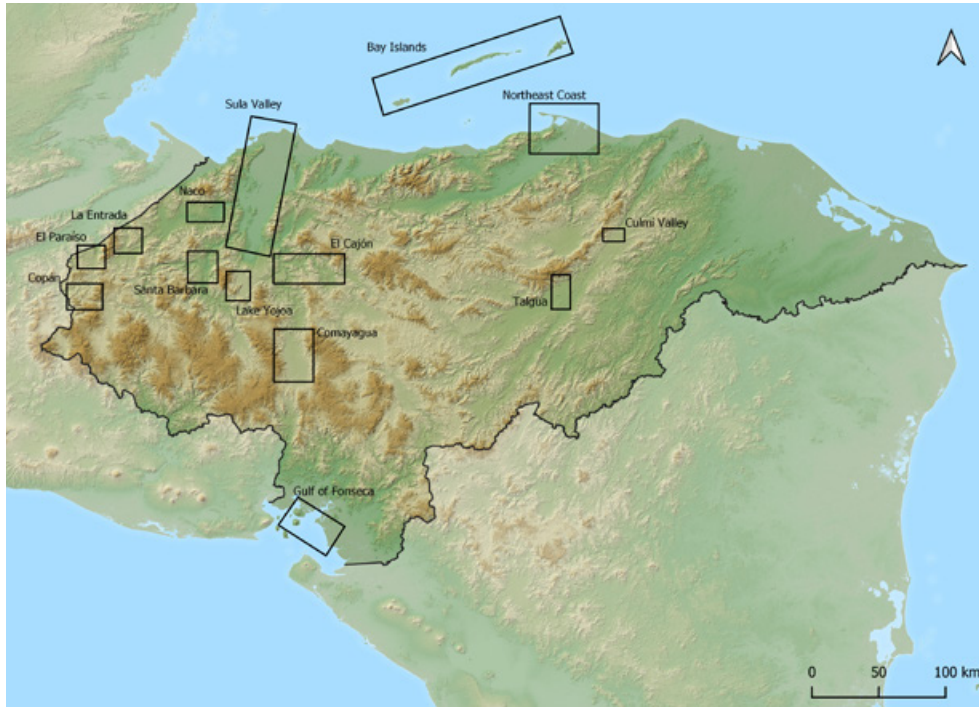 Bay Islands
Northeast Coast
Sula Valley
Naco
La Entrada
El Paraíso
El Cajón
Culmi Valley
Copán
Santa Barbara
Lake Yojoa
Talgua
Comayagua
Gulf of Fonseca
0 50 100 km